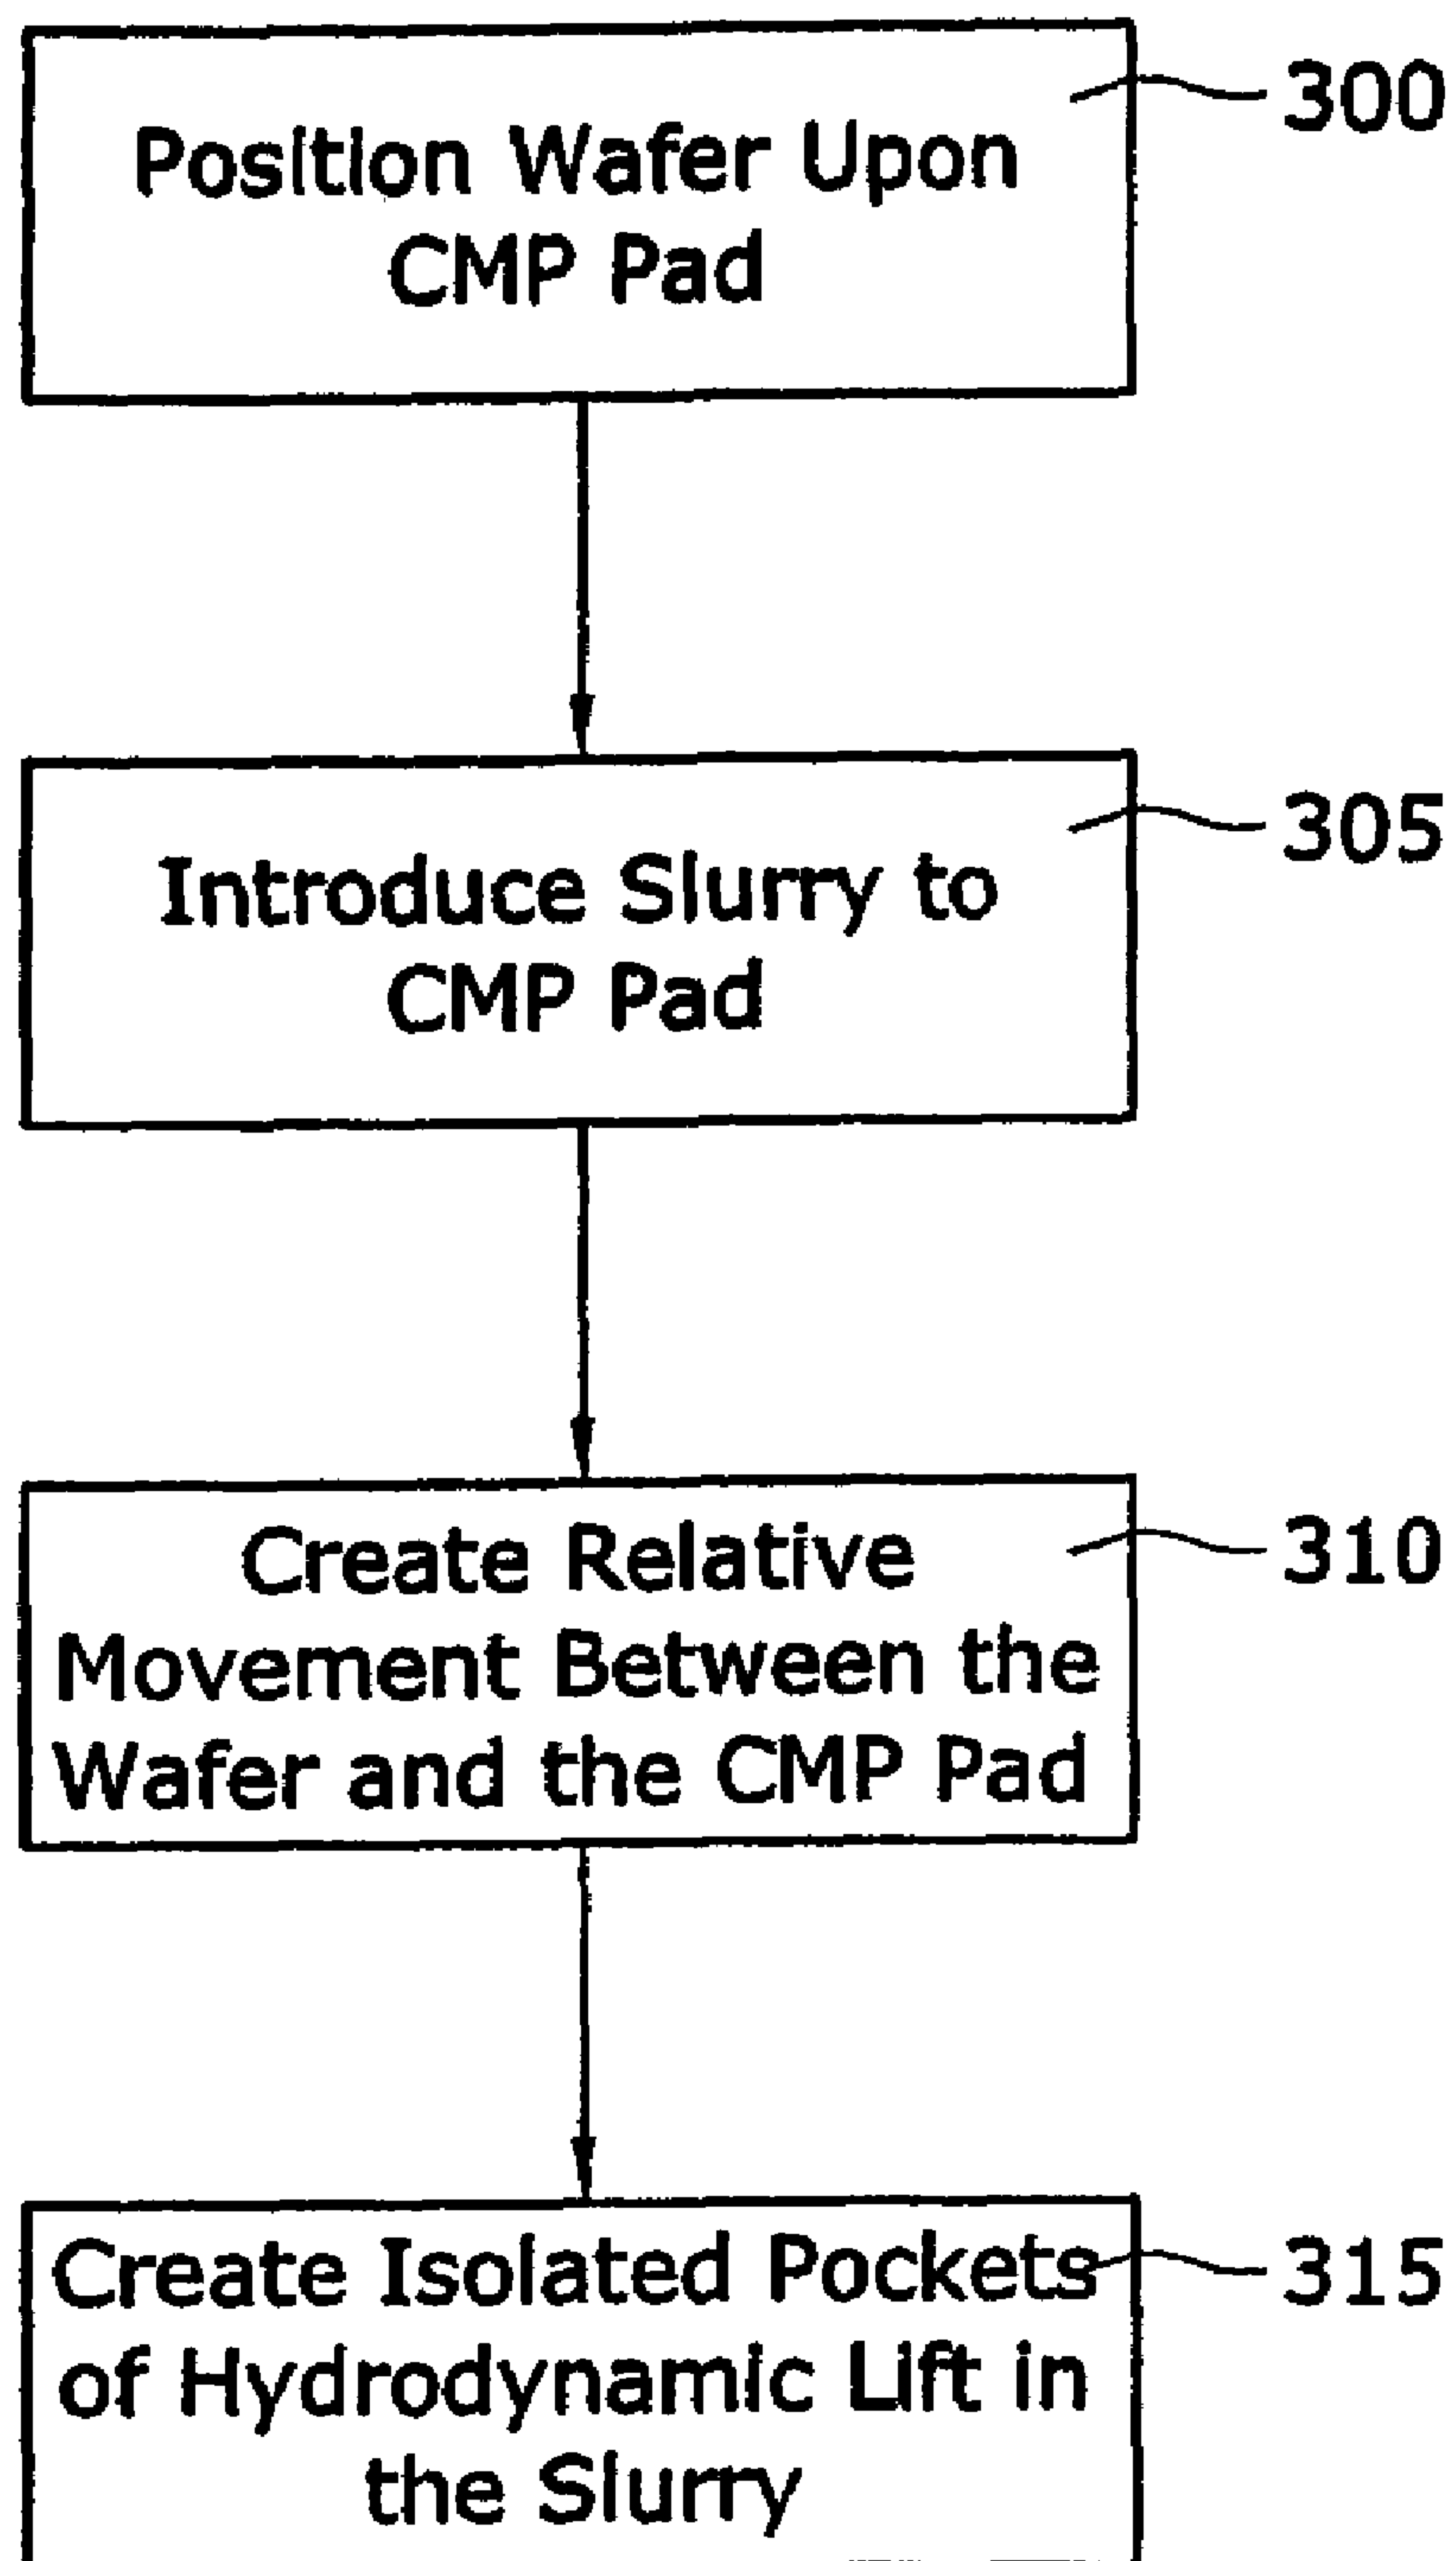 Position Wafer Upon
CMP Pad
300
Introduce Slurry to
CMP Pad
305
Create Relative
Movement Between the
Wafer and the CMP Pad
310
Create Isolated Pockets
of Hydrodynamic Lift in
the Slurry
315